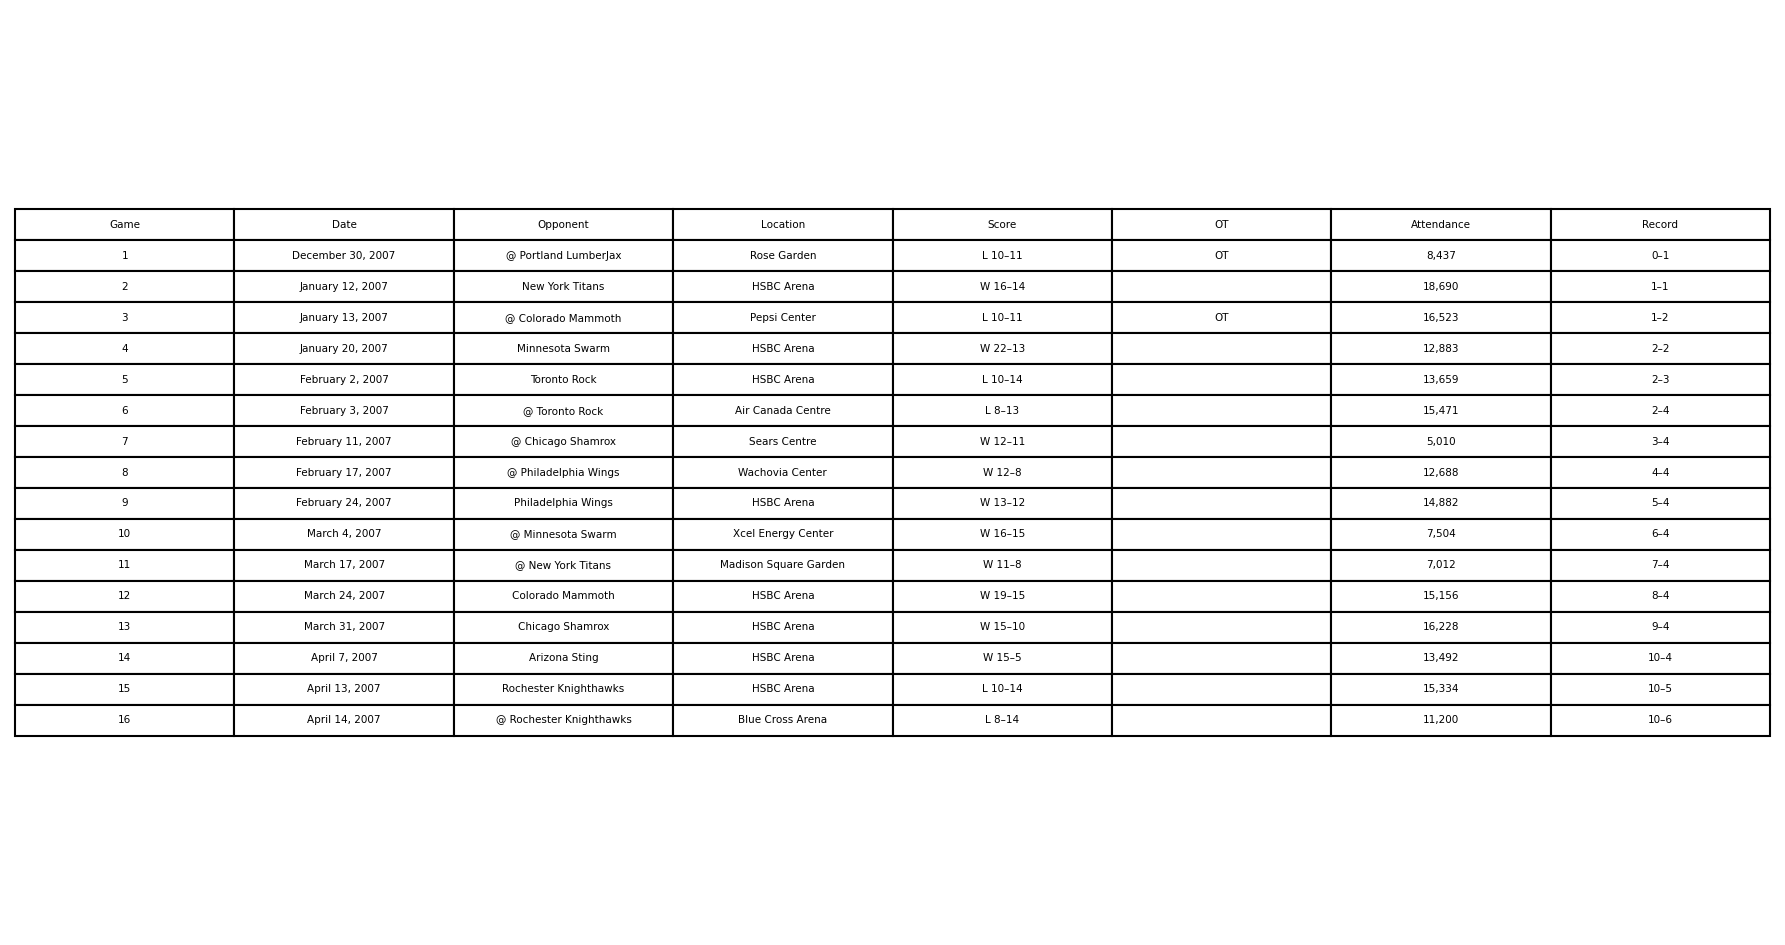 Game Date Opponent Location Score OT Attendance Record
1 December 30, 2007 @ Portland LumberJax Rose Garden L 10–11 OT 8,437 0–1
2 January 12, 2007 New York Titans HSBC Arena W 16–14 18,690 1–1
3 January 13, 2007 @ Colorado Mammoth Pepsi Center L 10–11 OT 16,523 1–2
4 January 20, 2007 Minnesota Swarm HSBC Arena W 22–13 12,883 2–2
5 February 2, 2007 Toronto Rock HSBC Arena L 10–14 13,659 2–3
6 February 3, 2007 @ Toronto Rock Air Canada Centre L 8–13 15,471 2–4
7 February 11, 2007 @ Chicago Shamrox Sears Centre W 12–11 5,010 3–4
8 February 17, 2007 @ Philadelphia Wings Wachovia Center W 12–8 12,688 4–4
9 February 24, 2007 Philadelphia Wings HSBC Arena W 13–12 14,882 5–4
10 March 4, 2007 @ Minnesota Swarm Xcel Energy Center W 16–15 7,504 6–4
11 March 17, 2007 @ New York Titans Madison Square Garden W 11–8 7,012 7–4
12 March 24, 2007 Colorado Mammoth HSBC Arena W 19–15 15,156 8–4
13 March 31, 2007 Chicago Shamrox HSBC Arena W 15–10 16,228 9–4
14 April 7, 2007 Arizona Sting HSBC Arena W 15–5 13,492 10–4
15 April 13, 2007 Rochester Knighthawks HSBC Arena L 10–14 15,334 10–5
16 April 14, 2007 @ Rochester Knighthawks Blue Cross Arena L 8–14 11,200 10–6